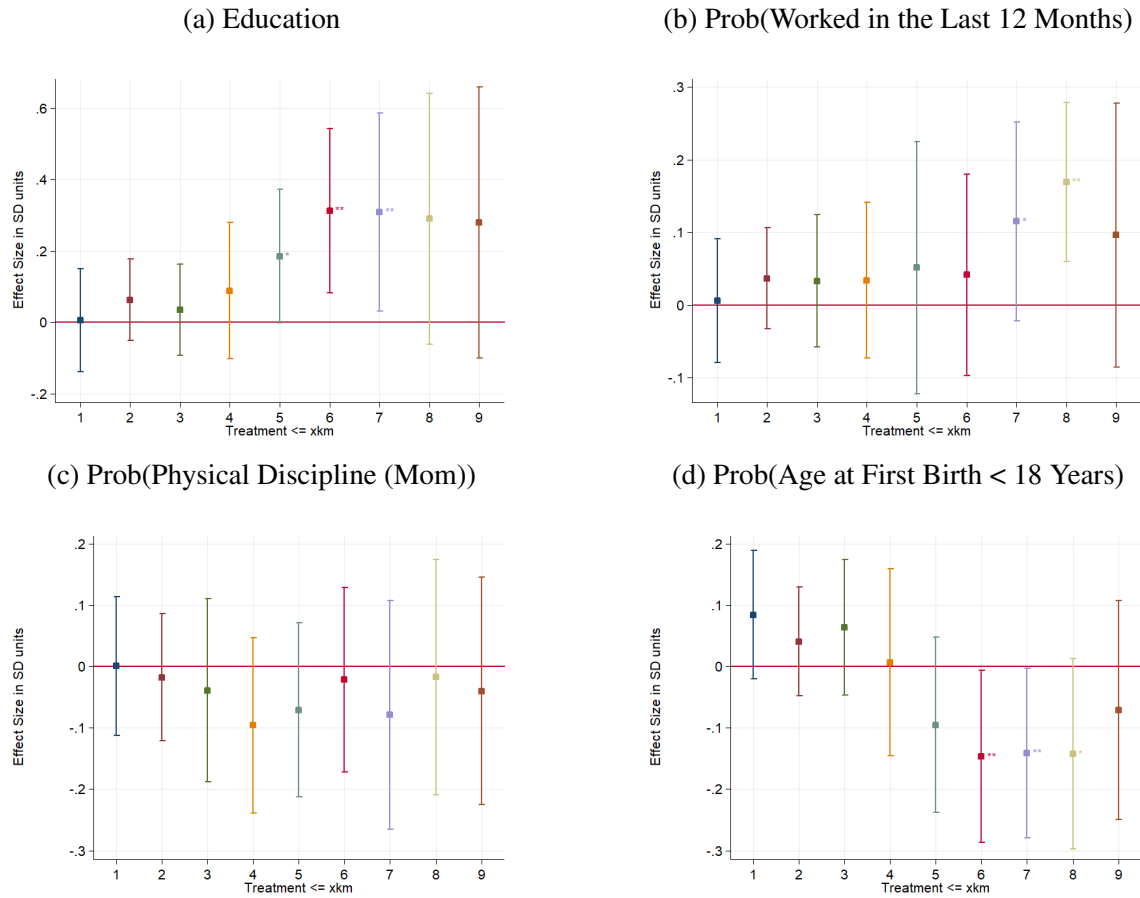 (a) Education
(b) Prob(Worked in the Last 12 Months)
Effect Size in SD units
.6
.4
.2
0
-.2
**
**
*
1 2 3 4 5 6 7 8 9
Treatment <= xkm
Effect Size in SD units
.3
.2
.1
0
-.1
**
*
1 2 3 4 5 6 7 8 9
Treatment <= xkm
(c) Prob(Physical Discipline (Mom))
(d) Prob(Age at First Birth < 18 Years)
Effect Size in SD units
.2
.1
0
-.1
-.2
-.3
1 2 3 4 5 6 7 8 9
Treatment <= xkm
Effect Size in SD units
.2
.1
0
-.1
-.2
-.3
**
**
*
1 2 3 4 5 6 7 8 9
Treatment <= xkm